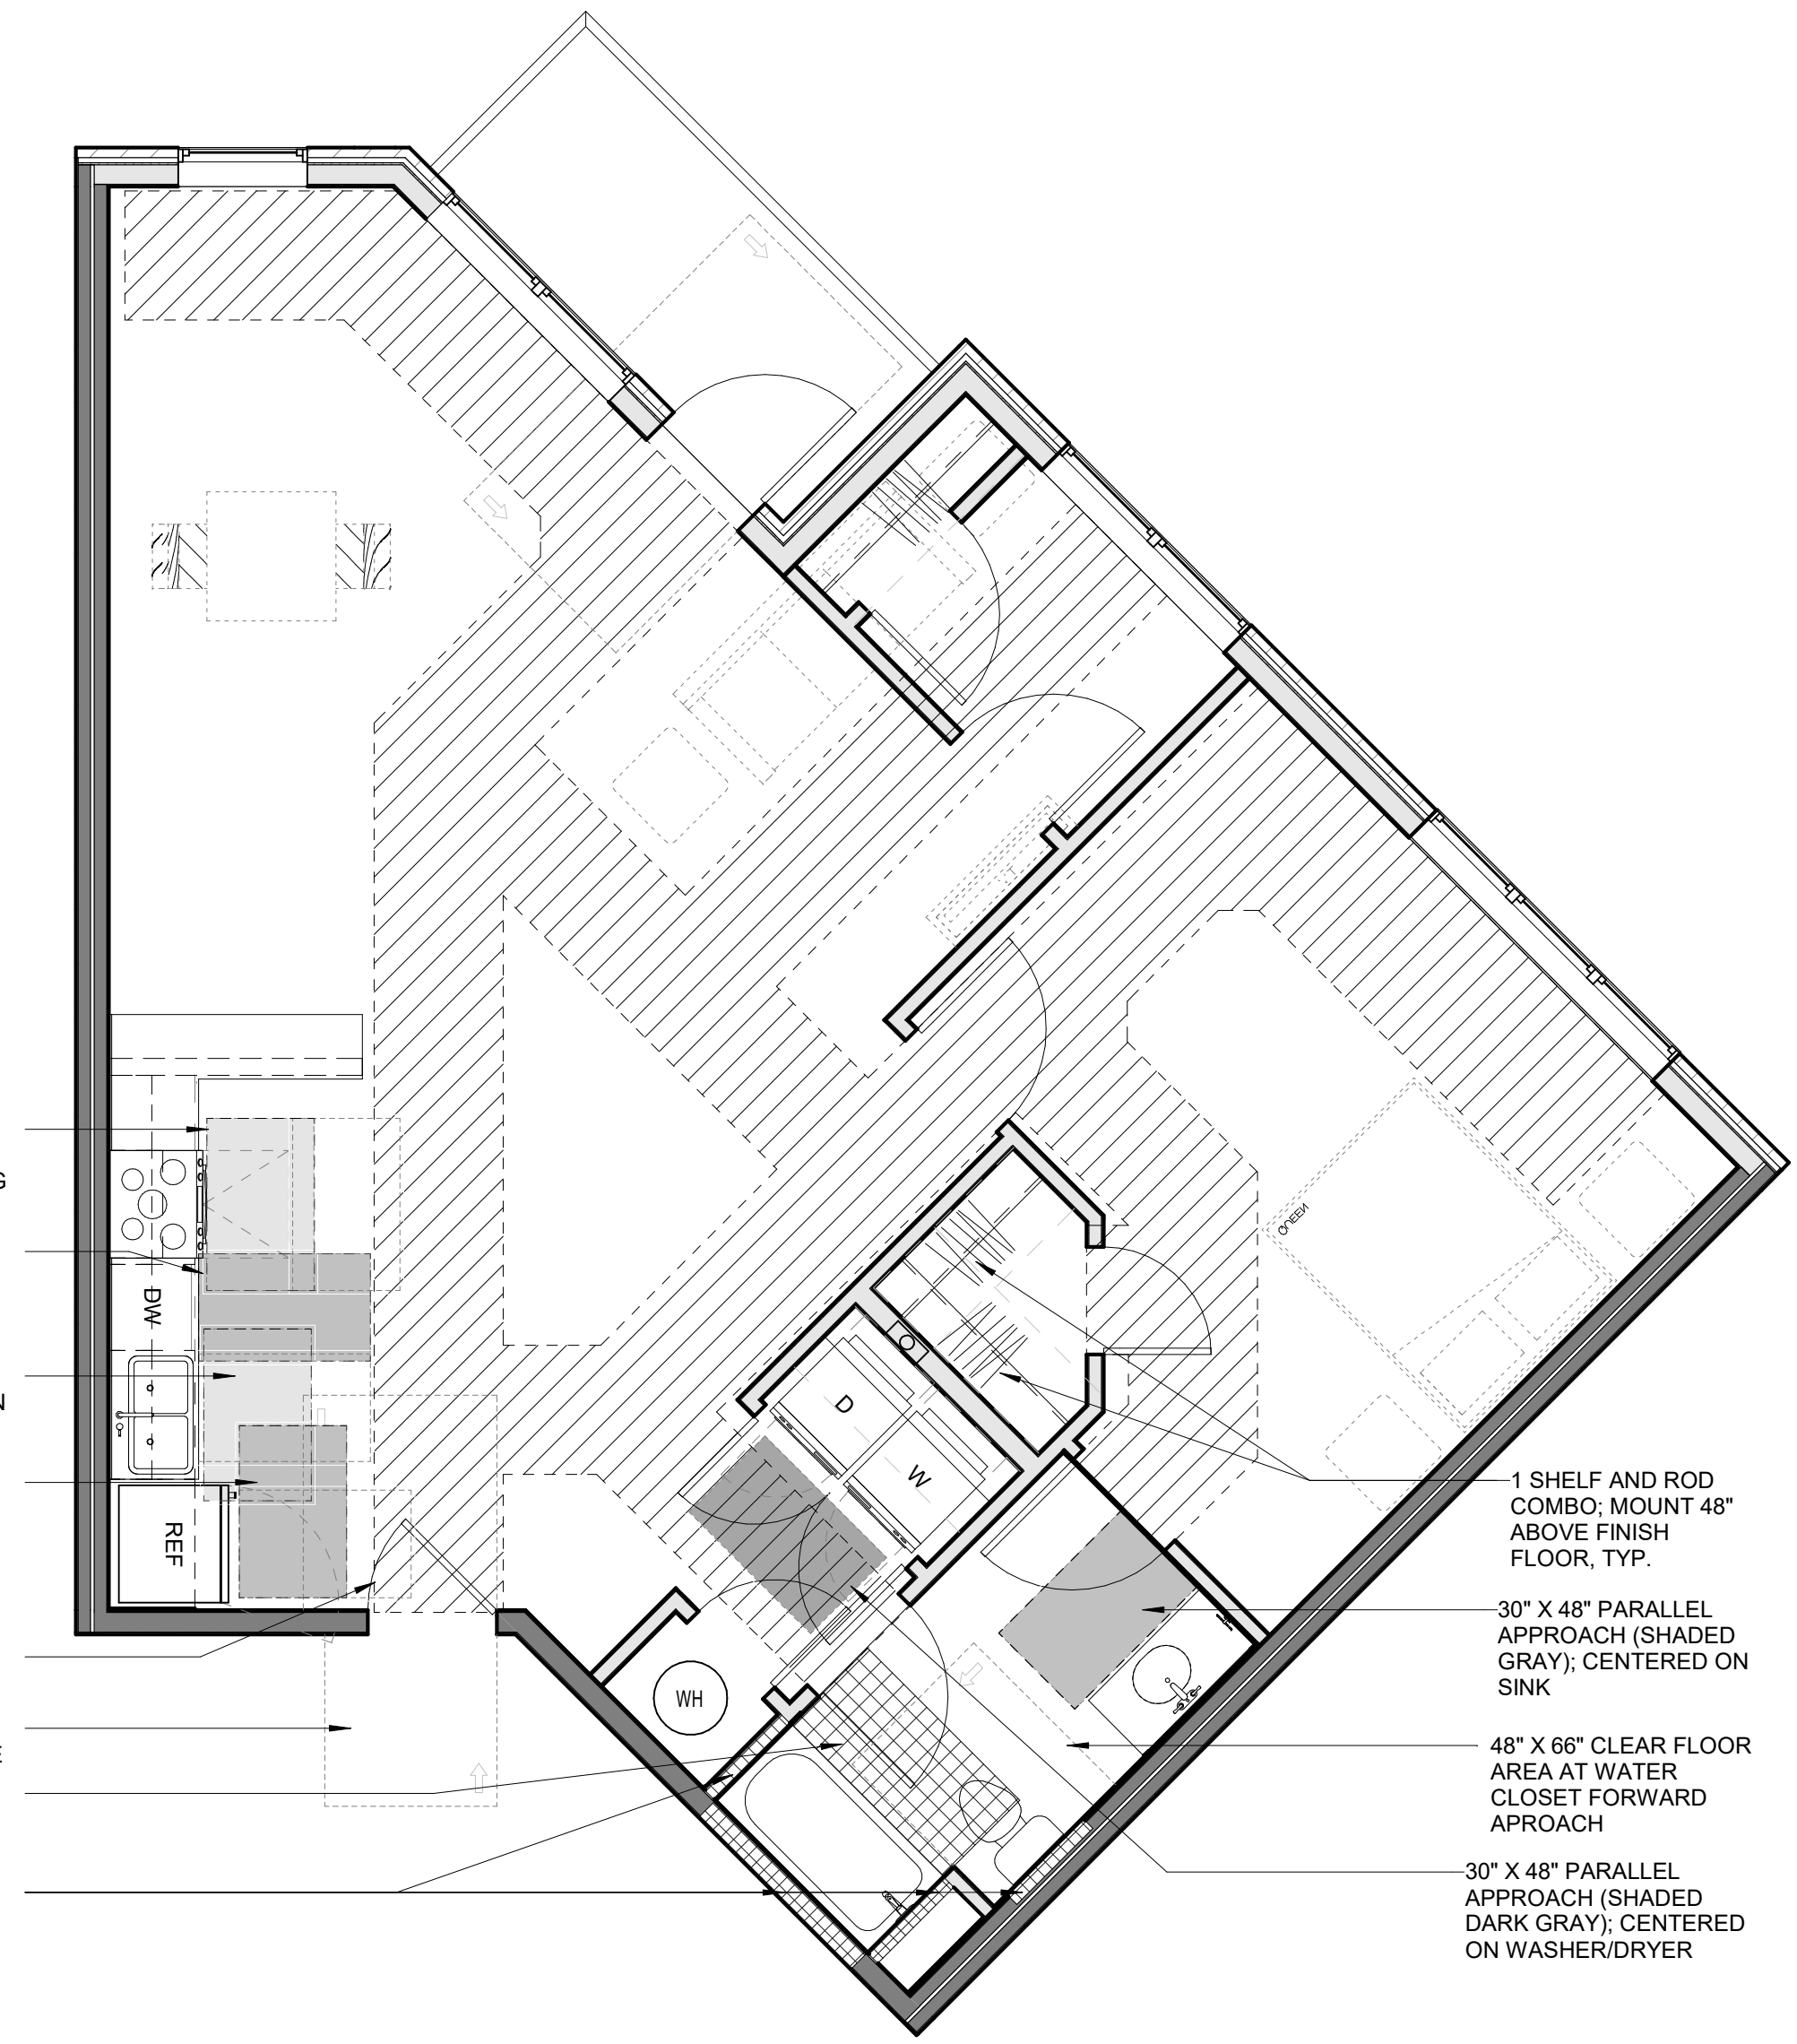 G
DW
N
REF
E
D
W
WH
QUEEN
1 SHELF AND ROD
COMBO; MOUNT 48"
ABOVE FINISH
FLOOR, TYP.
30" X 48" PARALLEL
APPROACH (SHADED
GRAY); CENTERED ON
SINK
48" X 66" CLEAR FLOOR
AREA AT WATER
CLOSET FORWARD
APROACH
30" X 48" PARALLEL
APPROACH (SHADED
DARK GRAY); CENTERED
ON WASHER/DRYER